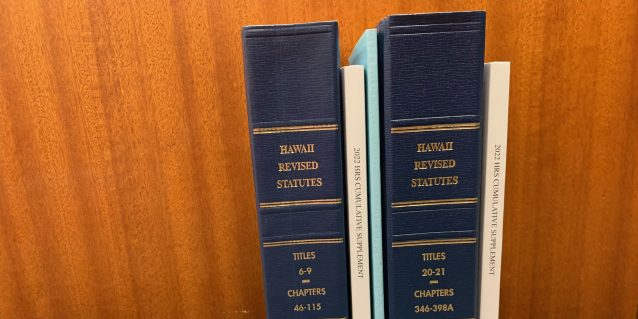 HAWAII
REVISED
STATUTES
TITLES
6-9
CHAPTERS
46-115
2022 HRS CUMULATIVE SUPPLEMENT
HAWAII
REVISED
STATUTES
TITLES
20-21
CHAPTERS
346-398A
2022 HRS CUMULATIVE SUPPLEMENT